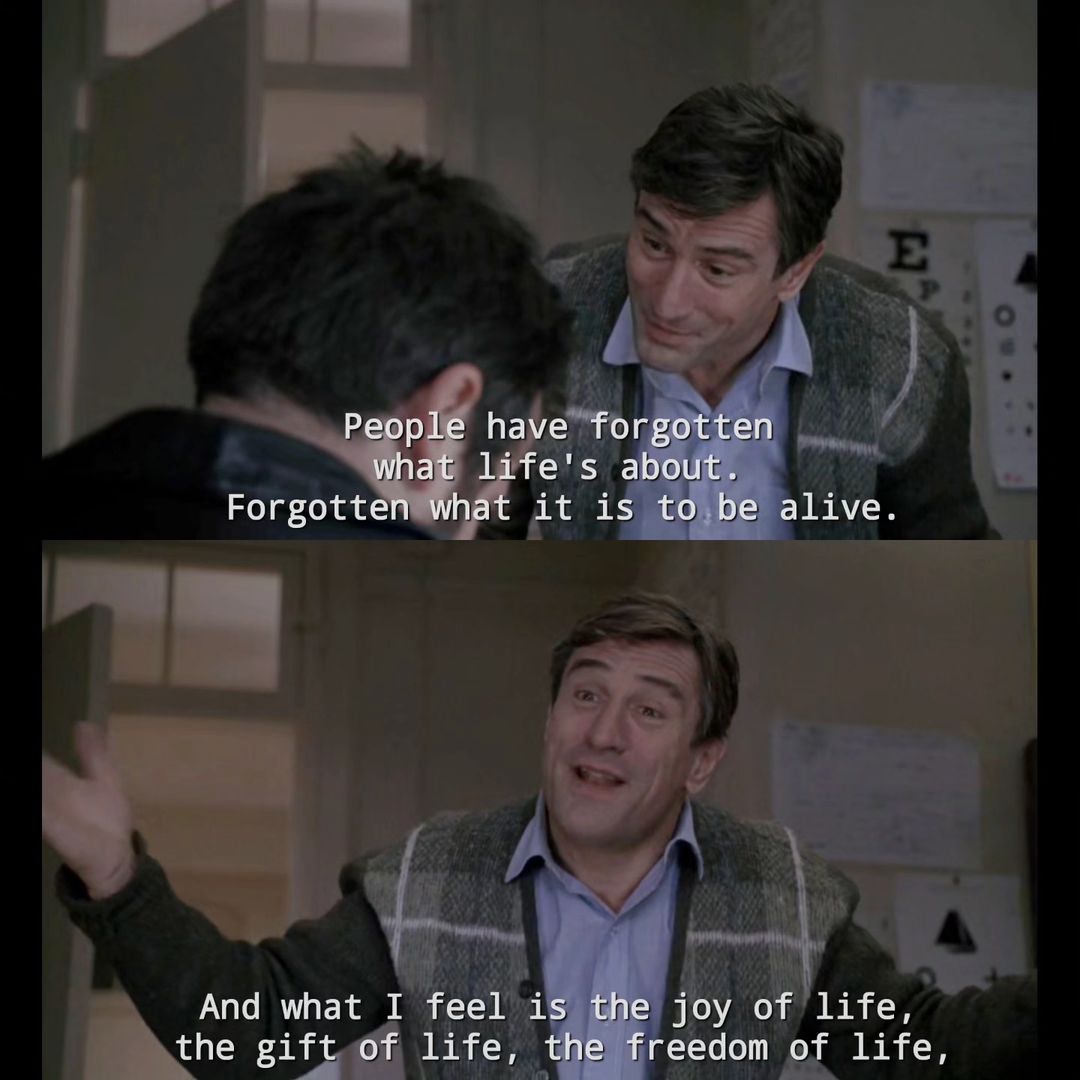 E
P
People have forgotten
what life's about.
Forgotten what it is to be alive.
And what I feel is the joy of life,
the gift of life, the freedom of life,